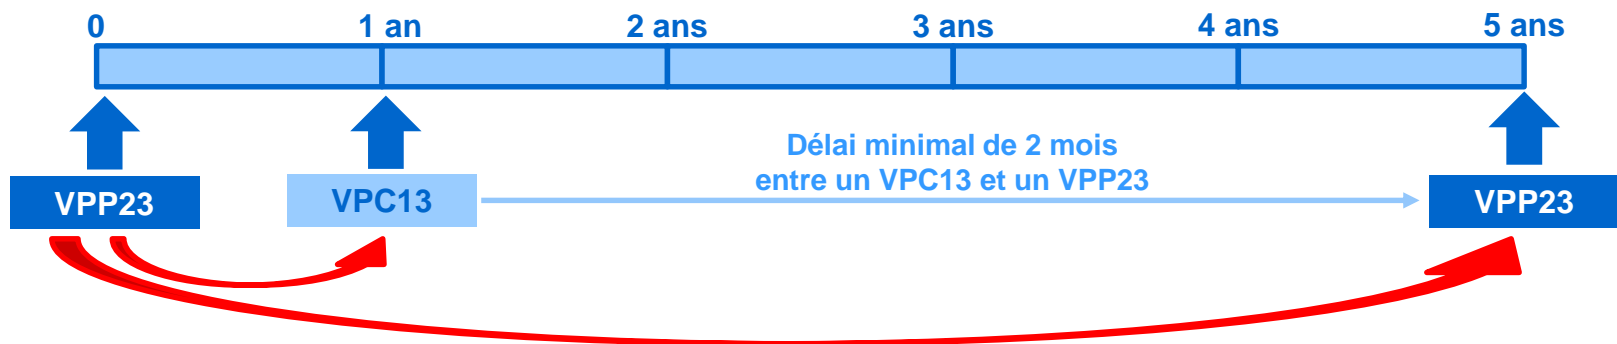 0
1 an
2 ans
3 ans
4 ans
5 ans
Délai minimal de 2 mois
entre un VPC13 et un VPP23
VPP23
VPC13
VPP23